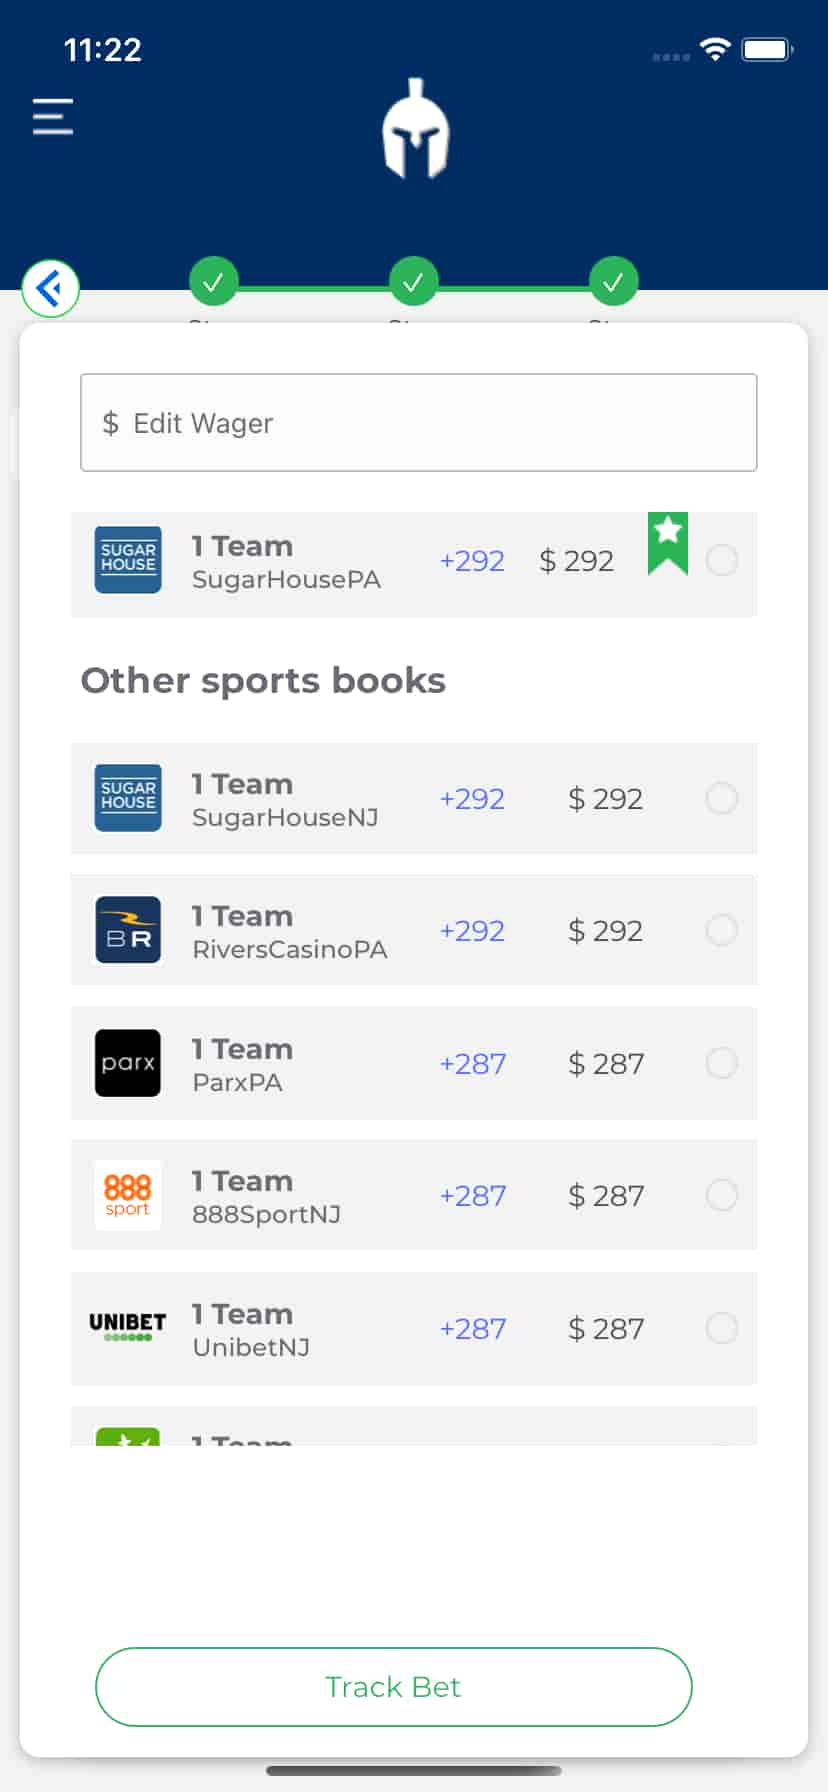 11:22
$ Edit Wager
SUGAR
HOUSE
1 Team
SugarHousePA
+292
$ 292
Other sports books
SUGAR
HOUSE
1 Team
SugarHouseNJ
+292
$ 292
BR
1 Team
RiversCasinoPA
+292
$ 292
parx
1 Team
ParxPA
+287
$ 287
888
sport
1 Team
888SportNJ
+287
$ 287
UNIBET
1 Team
UnibetNJ
+287
$ 287
1 Team
Track Bet